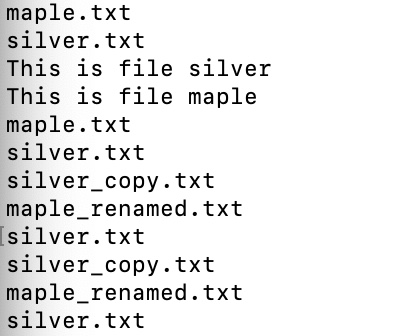 maple.txt
silver.txt
This is file silver
This is file maple
maple.txt
silver.txt
silver_copy.txt
maple_renamed.txt
silver.txt
silver_copy.txt
maple_renamed.txt
silver.txt